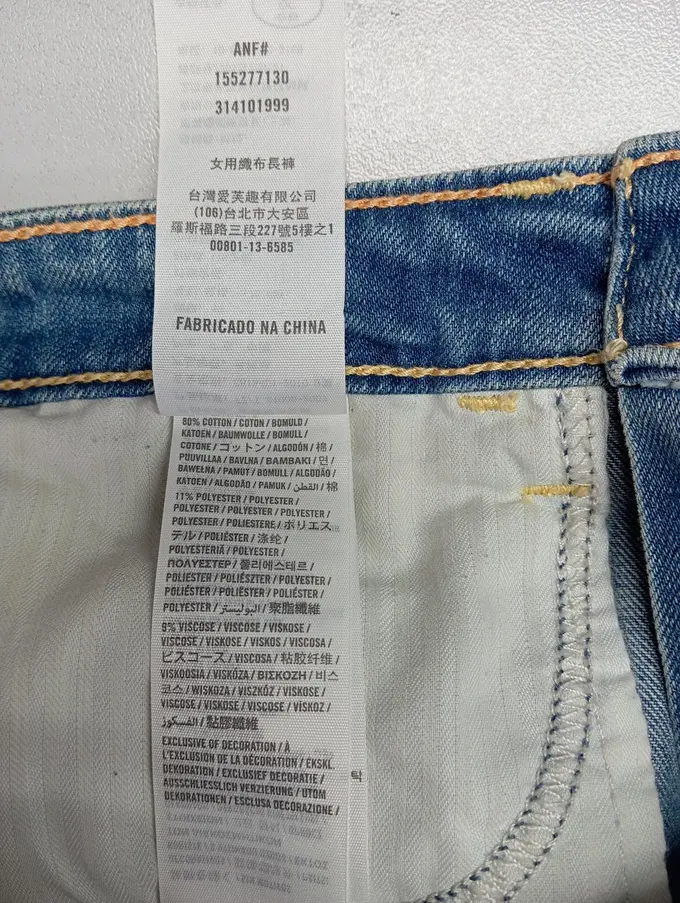 ANF#
155277130
314101999
女用織布長褲
台灣愛芙趣有限公司
(106)台北市大安區
羅斯福路三段227號5樓之1
00801-13-6585
FABRICADO NA CHINA
80% COTTON / COTON / BOMULD /
KATOEN / BAUMWOLLE / BOMULL /
COTONE / コットン / ALGODÓN / 棉 /
PUUVILLAA / BAVLNA / BAMBAKI / 면 /
BAWEŁNA / PAMUT / BOMULL / ALGODÃO /
KATOEN / ALGODÃO / PAMUK / القطن / 棉
11% POLYESTER / POLYESTER /
POLYESTER / POLYESTER / POLYESTER /
POLYESTER / POLIESTERE / ポリエス
テル / POLIÉSTER / 涤纶 /
POLYESTERIÄ / POLYESTER /
ΠΟΛΥΕΣΤΕΡ / 폴리에스테르 /
POLIESTER / POLIÉSZTER / POLYESTER /
POLIÉSTER / POLIÉSTER / POLIÉSTER /
POLYESTER / البوليستر / 聚脂纖維
9% VISCOSE / VISCOSE / VISKOSE /
VISCOSE / VISKOSE / VISKOS / VISCOSA /
ビスコース / VISCOSA / 粘胶纤维 /
VISKOOSIA / VISKÓZA / ΒΙΣΚΟΖΗ / 비스
코스 / WISKOZA / VISZKÓZ / VISKOSE /
VISCOSE / VISKOSE / VISCOSE / VISKOZ /
الفسكوز / 黏膠纖維
EXCLUSIVE OF DECORATION / À
L'EXCLUSION DE LA DÉCORATION / EKSKL.
DEKORATION / EXCLUSIEF DECORATIE /
AUSSCHLIESSLICH VERZIERUNG / UTOM
DEKORATIONEN / ESCLUSA DECORAZIONE /